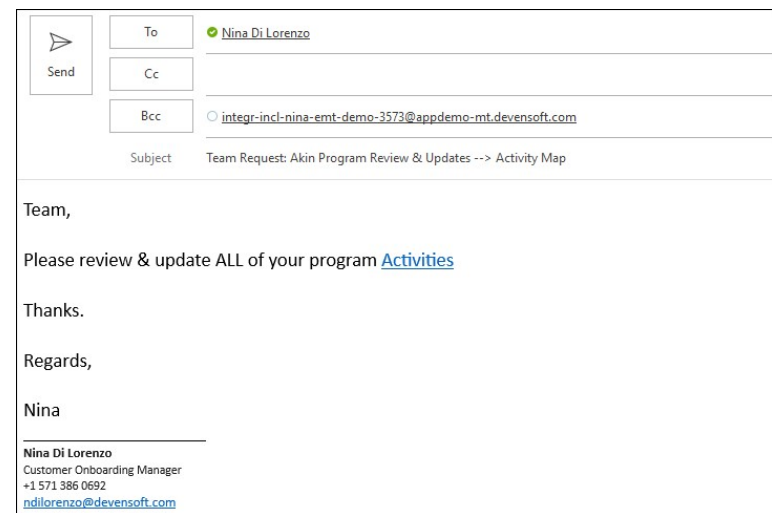 To
Nina Di Lorenzo
Send
Cc
Bcc
integr-incl-nina-emt-demo-3573@appdemo-mt.devensoft.com
Subject
Team Request: Akin Program Review & Updates --> Activity Map
Team,
Please review & update ALL of your program Activities
Thanks.
Regards,
Nina
Nina Di Lorenzo
Customer Onboarding Manager
+1 571 386 0692
ndilorenzo@devensoft.com